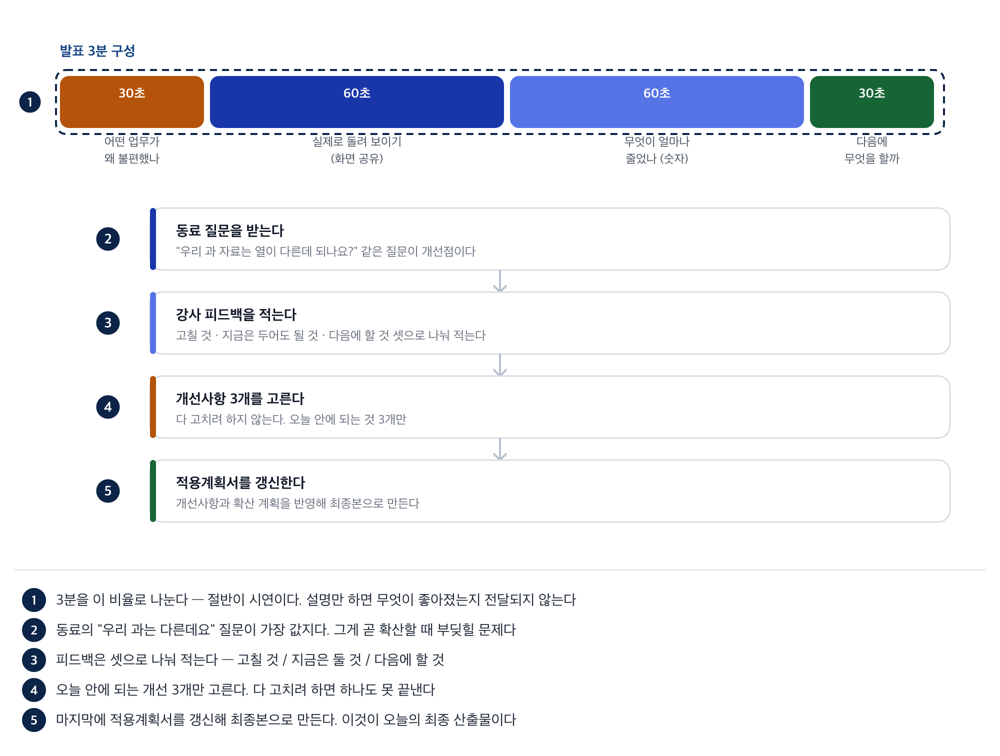 발표 3분 구성
1
30초
60초
60초
30초
어떤 업무가
왜 불편했나
실제로 돌려 보이기
(화면 공유)
무엇이 얼마나
줄었나 (숫자)
다음에
무엇을 할까
2
동료 질문을 받는다
"우리 과 자료는 열이 다른데 되나요?" 같은 질문이 개선점이다
3
강사 피드백을 적는다
고칠 것 · 지금은 두어도 될 것 · 다음에 할 것 셋으로 나눠 적는다
4
개선사항 3개를 고른다
다 고치려 하지 않는다. 오늘 안에 되는 것 3개만
5
적용계획서를 갱신한다
개선사항과 확산 계획을 반영해 최종본으로 만든다
1 3분을 이 비율로 나눈다 — 절반이 시연이다. 설명만 하면 무엇이 좋아졌는지 전달되지 않는다
2 동료의 "우리 과는 다른데요" 질문이 가장 값지다. 그게 곧 확산할 때 부딪힐 문제다
3 피드백은 셋으로 나눠 적는다 — 고칠 것 / 지금은 둘 것 / 다음에 할 것
4 오늘 안에 되는 개선 3개만 고른다. 다 고치려 하면 하나도 못 끝낸다
5 마지막에 적용계획서를 갱신해 최종본으로 만든다. 이것이 오늘의 최종 산출물이다